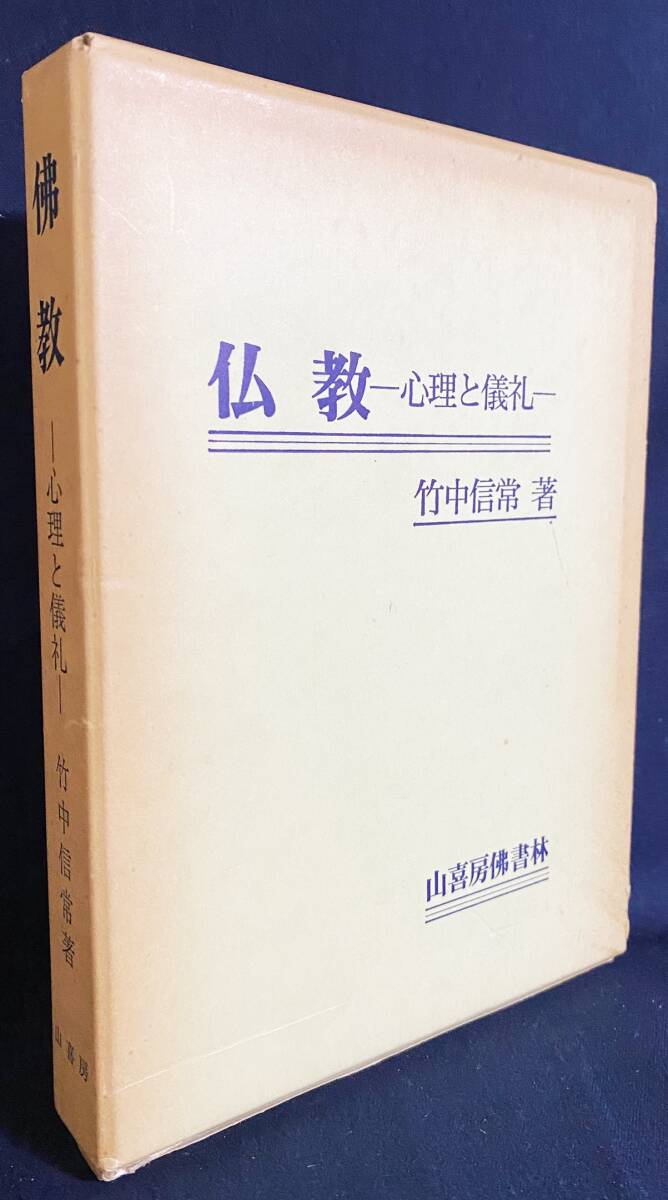 佛教
―心理と儀礼―
竹中信常著
山喜房
仏教―心理と儀礼―
竹中信常 著
山喜房佛書林